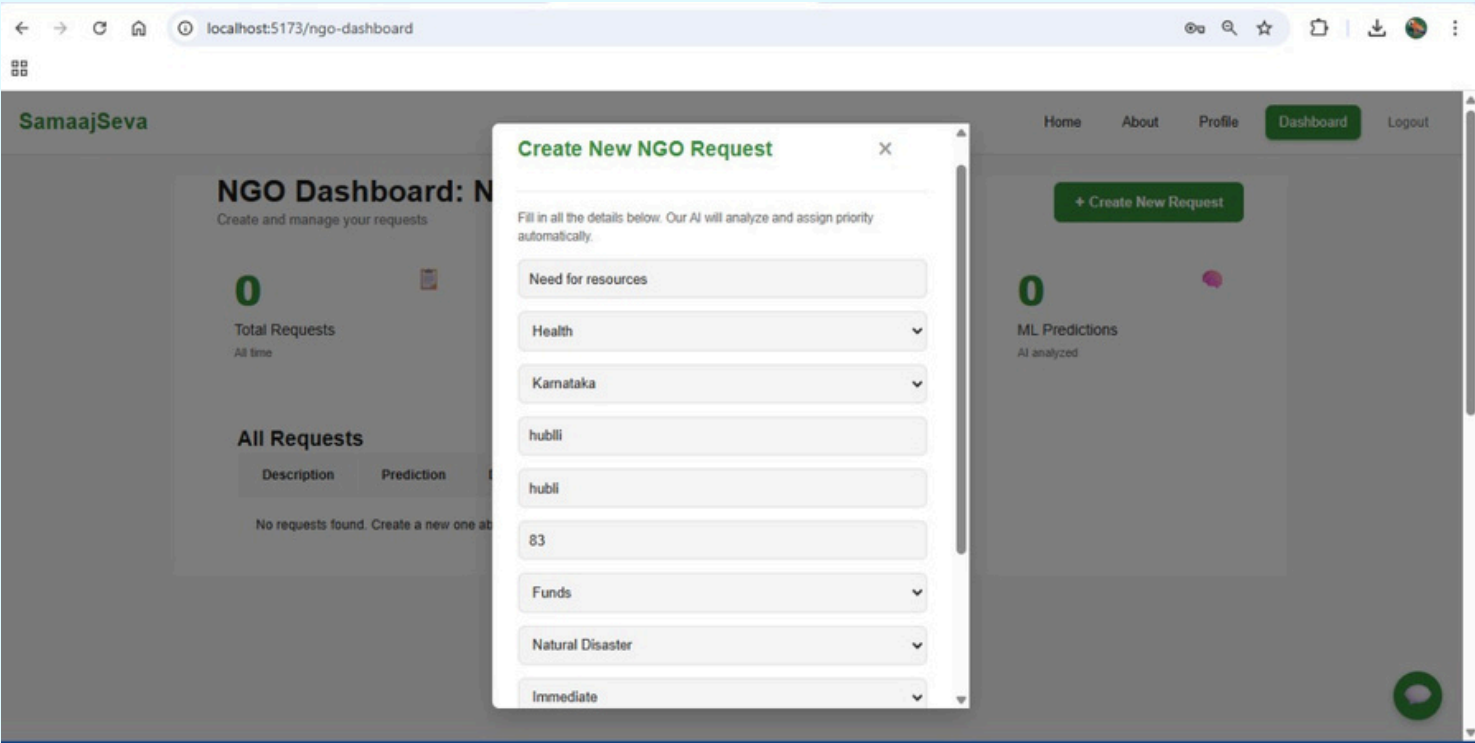 localhost:5173/ngo-dashboard
SamaajSeva
Home About Profile Dashboard Logout
Create New NGO Request
NGO Dashboard: N
Create and manage your requests
+ Create New Request
Fill in all the details below. Our AI will analyze and assign priority
automatically.
Need for resources
0
Total Requests
All time
0
ML Predictions
AI analyzed
Health
Karnataka
hublli
hubli
83
Funds
Natural Disaster
Immediate
All Requests
Description Prediction
No requests found. Create a new one ab